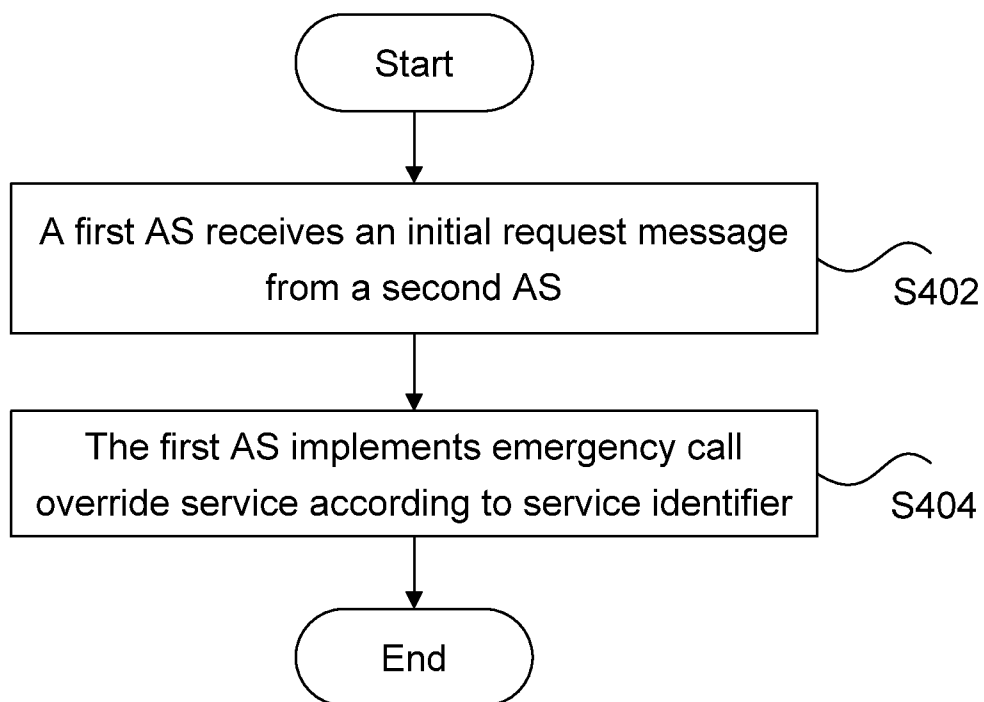 Start
A first AS receives an initial request message
from a second AS
S402
The first AS implements emergency call
override service according to service identifier
S404
End